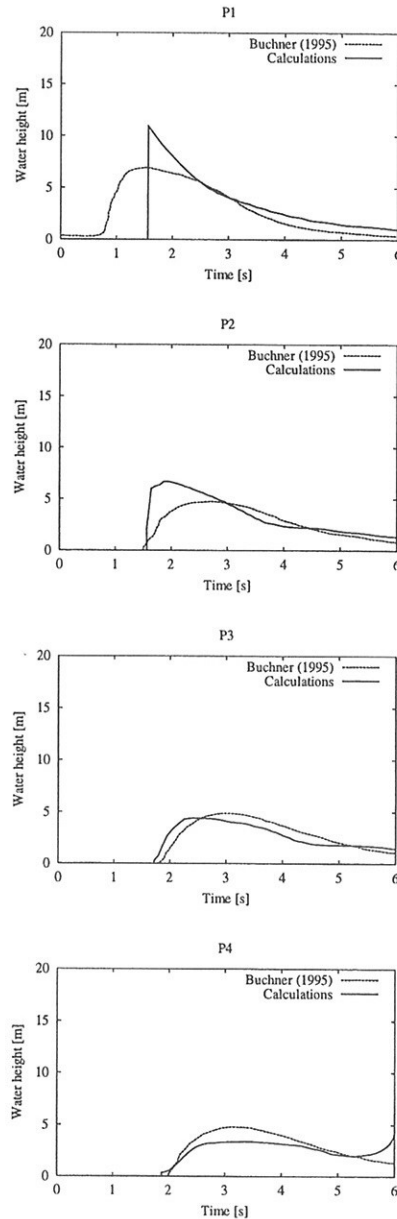 P1
20
15
10
5
0
Water height [m]
Buchner (1995)
Calculations
0 1 2 3 4 5 6
Time [s]
P2
20
15
10
5
0
Water height [m]
Buchner (1995)
Calculations
0 1 2 3 4 5 6
Time [s]
P3
20
15
10
5
0
Water height [m]
Buchner (1995)
Calculations
0 1 2 3 4 5 6
Time [s]
P4
20
15
10
5
0
Water height [m]
Buchner (1995)
Calculations
0 1 2 3 4 5 6
Time [s]